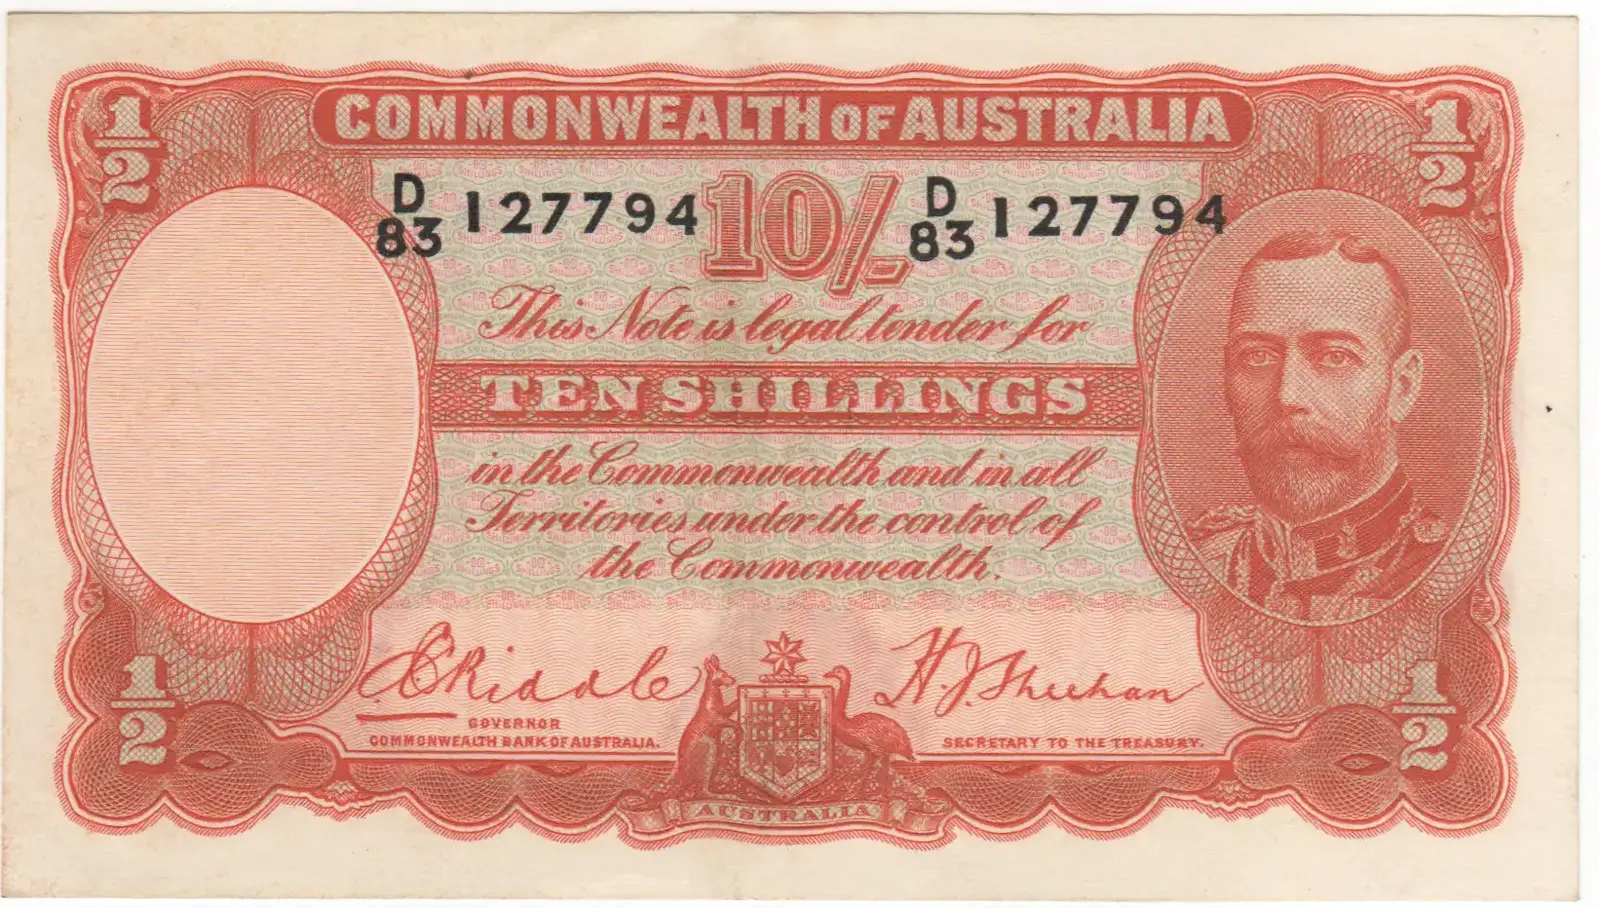 1/2
COMMONWEALTH OF AUSTRALIA
1/2
D/83 127794
10/-
D/83 127794
This Note is legal tender for
TEN SHILLINGS
in the Commonwealth and in all
Territories under the control of
the Commonwealth.
E C Riddle
H. J. Sheehan
GOVERNOR
COMMONWEALTH BANK OF AUSTRALIA.
SECRETARY TO THE TREASURY.
1/2
1/2
AUSTRALIA